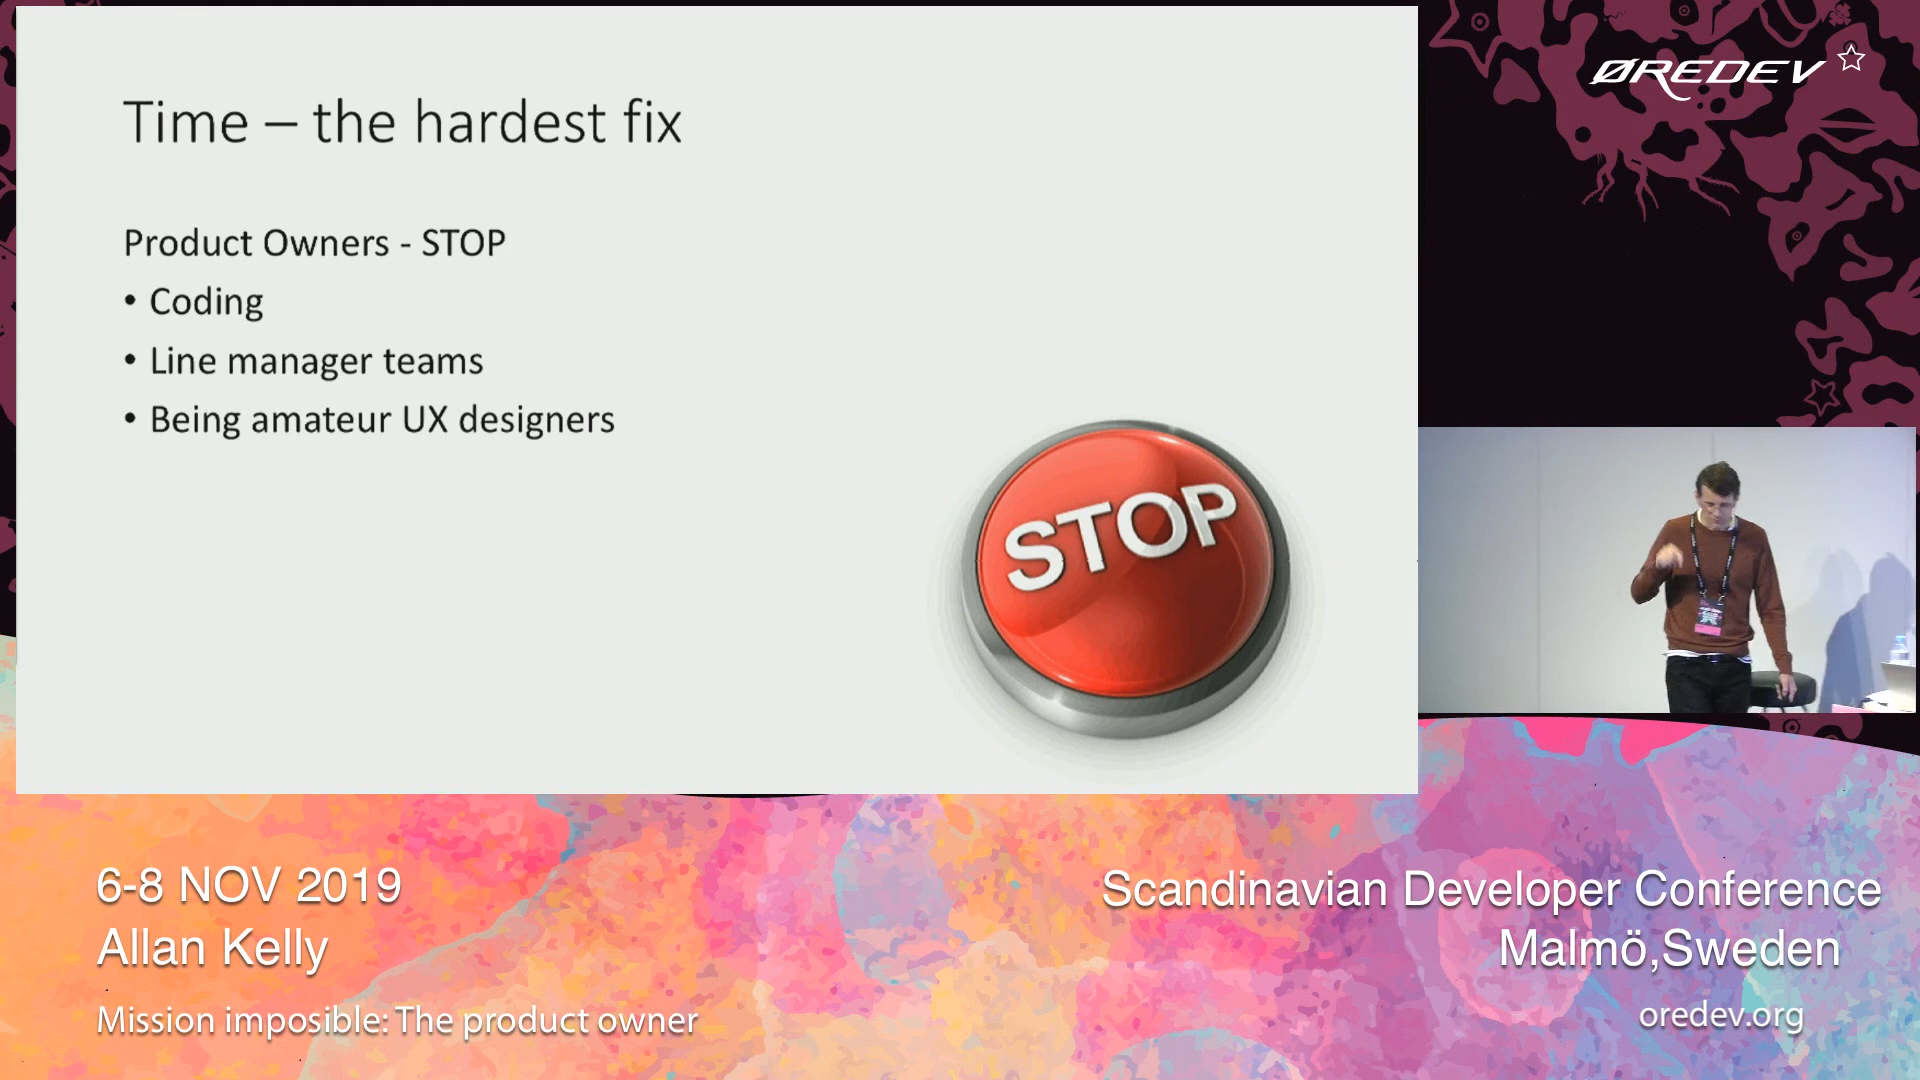 Time – the hardest fix
Product Owners - STOP
• Coding
• Line manager teams
• Being amateur UX designers
STOP
ØREDEV
6-8 NOV 2019
Allan Kelly
Mission imposible: The product owner
Scandinavian Developer Conference
Malmö,Sweden
oredev.org